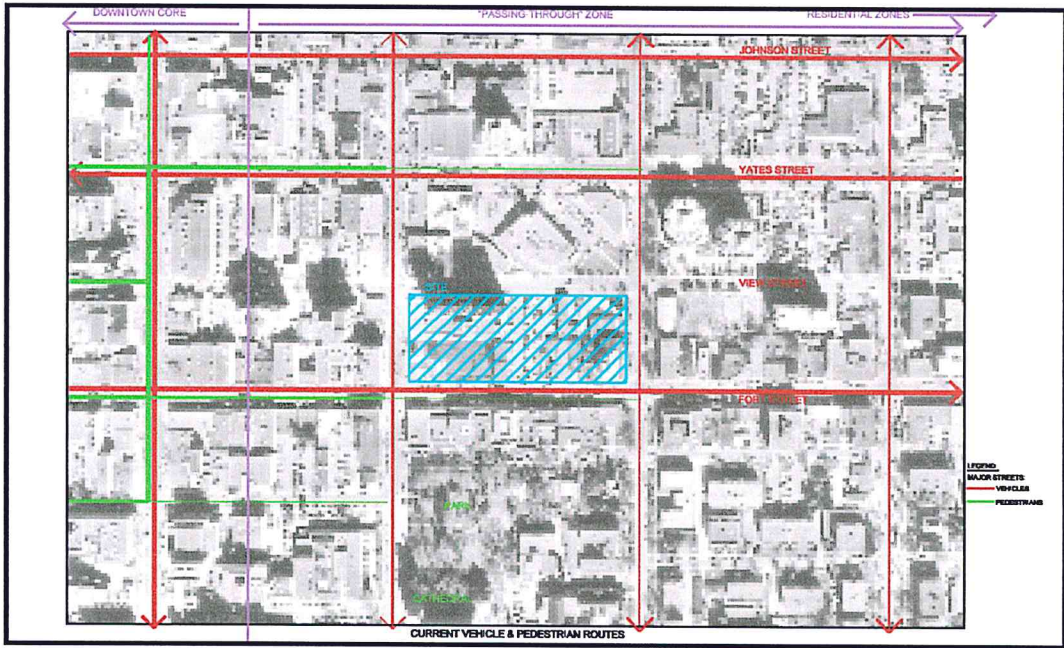 DOWNTOWN CORE
"PASSING-THROUGH" ZONE
RESIDENTIAL ZONES
JOHNSON STREET
YATES STREET
SITE
VIEW STREET
FORT STREET
PARK
CATHEDRAL
LEGEND
MAJOR STREETS:
VEHICLES
PEDESTRIANS
CURRENT VEHICLE & PEDESTRIAN ROUTES